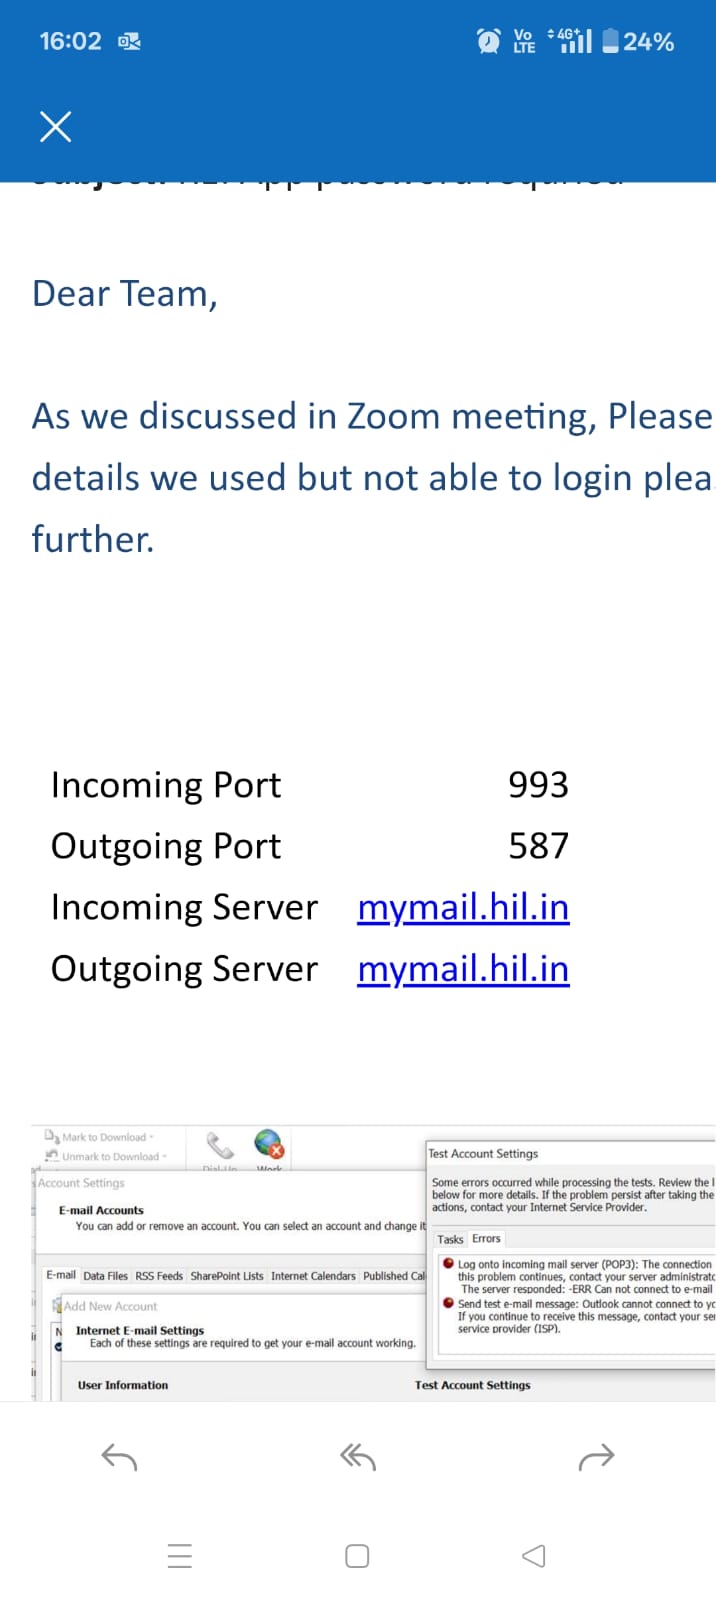 16:02
Vo
LTE
4G+
24%
Dear Team,
As we discussed in Zoom meeting, Please
details we used but not able to login plea
further.
Incoming Port 993
Outgoing Port 587
Incoming Server mymail.hil.in
Outgoing Server mymail.hil.in
Mark to Download
Unmark to Download
Account Settings
E-mail Accounts
You can add or remove an account. You can select an account and change it
E-mail Data Files RSS Feeds SharePoint Lists Internet Calendars Published Cal
Add New Account
Internet E-mail Settings
Each of these settings are required to get your e-mail account working.
User Information
Test Account Settings
Test Account Settings
Some errors occurred while processing the tests. Review the l
below for more details. If the problem persist after taking the
actions, contact your Internet Service Provider.
Tasks Errors
Log onto incoming mail server (POP3): The connection
this problem continues, contact your server administratc
The server responded: -ERR Can not connect to e-mail
Send test e-mail message: Outlook cannot connect to yc
If you continue to receive this message, contact your ser
service provider (ISP).